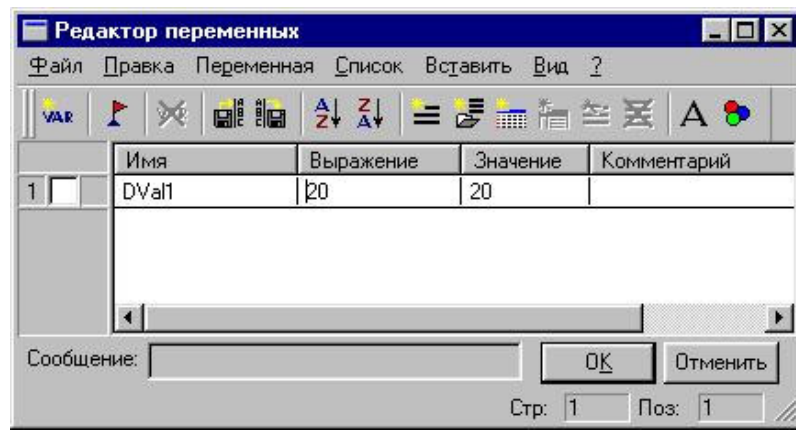 Редактор переменных
Файл Правка Переменная Список Вставить Вид ?
VAR A Z Z A A
Имя Выражение Значение Комментарий
1 DVal1 20 20
Сообщение: OK Отменить
Стр: 1 Поз: 1